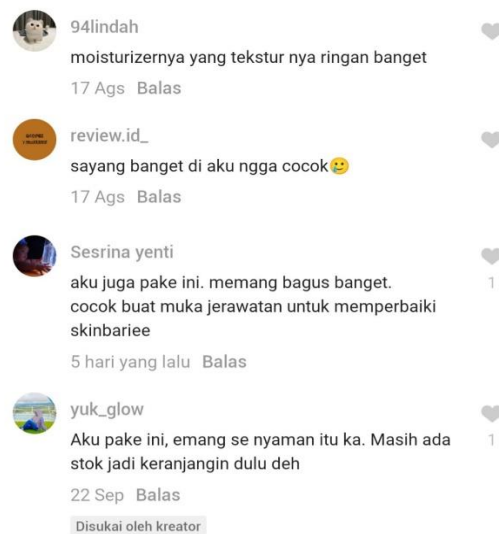 94lindah
moisturizernya yang tekstur nya ringan banget
17 Ags Balas
review.id_
sayang banget di aku ngga cocok🥲
17 Ags Balas
Sesrina yenti
aku juga pake ini. memang bagus banget.
cocok buat muka jerawatan untuk memperbaiki
skinbariee
1
5 hari yang lalu Balas
yuk_glow
Aku pake ini, emang se nyaman itu ka. Masih ada
stok jadi keranjangin dulu deh
1
22 Sep Balas
Disukai oleh kreator